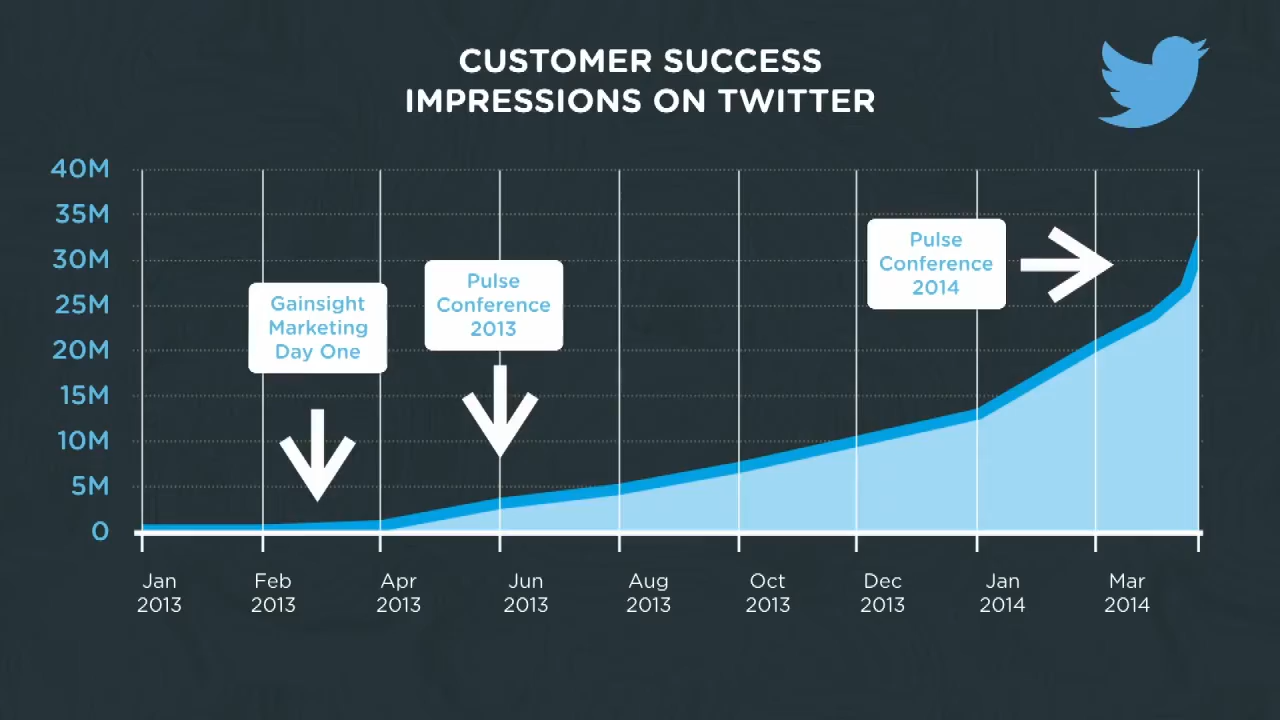 CUSTOMER SUCCESS
IMPRESSIONS ON TWITTER
40M
35M
30M
25M
20M
15M
10M
5M
0
Gainsight
Marketing
Day One
Pulse
Conference
2013
Pulse
Conference
2014
Jan
2013
Feb
2013
Apr
2013
Jun
2013
Aug
2013
Oct
2013
Dec
2013
Jan
2014
Mar
2014